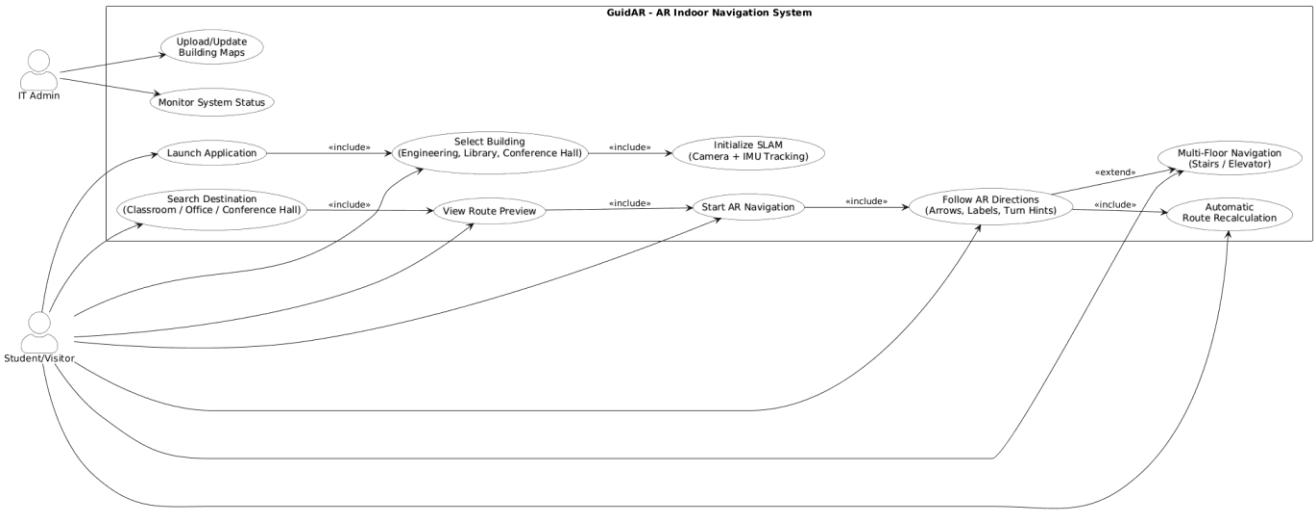 GuidAR - AR Indoor Navigation System
Upload/Update
Building Maps
IT Admin
Monitor System Status
Launch Application
«include»
Select Building
(Engineering, Library, Conference Hall)
«include»
Initialize SLAM
(Camera + IMU Tracking)
Multi-Floor Navigation
(Stairs / Elevator)
«extend»
Search Destination
(Classroom / Office / Conference Hall)
«include»
View Route Preview
«include»
Start AR Navigation
«include»
Follow AR Directions
(Arrows, Labels, Turn Hints)
«include»
Automatic
Route Recalculation
Student/Visitor